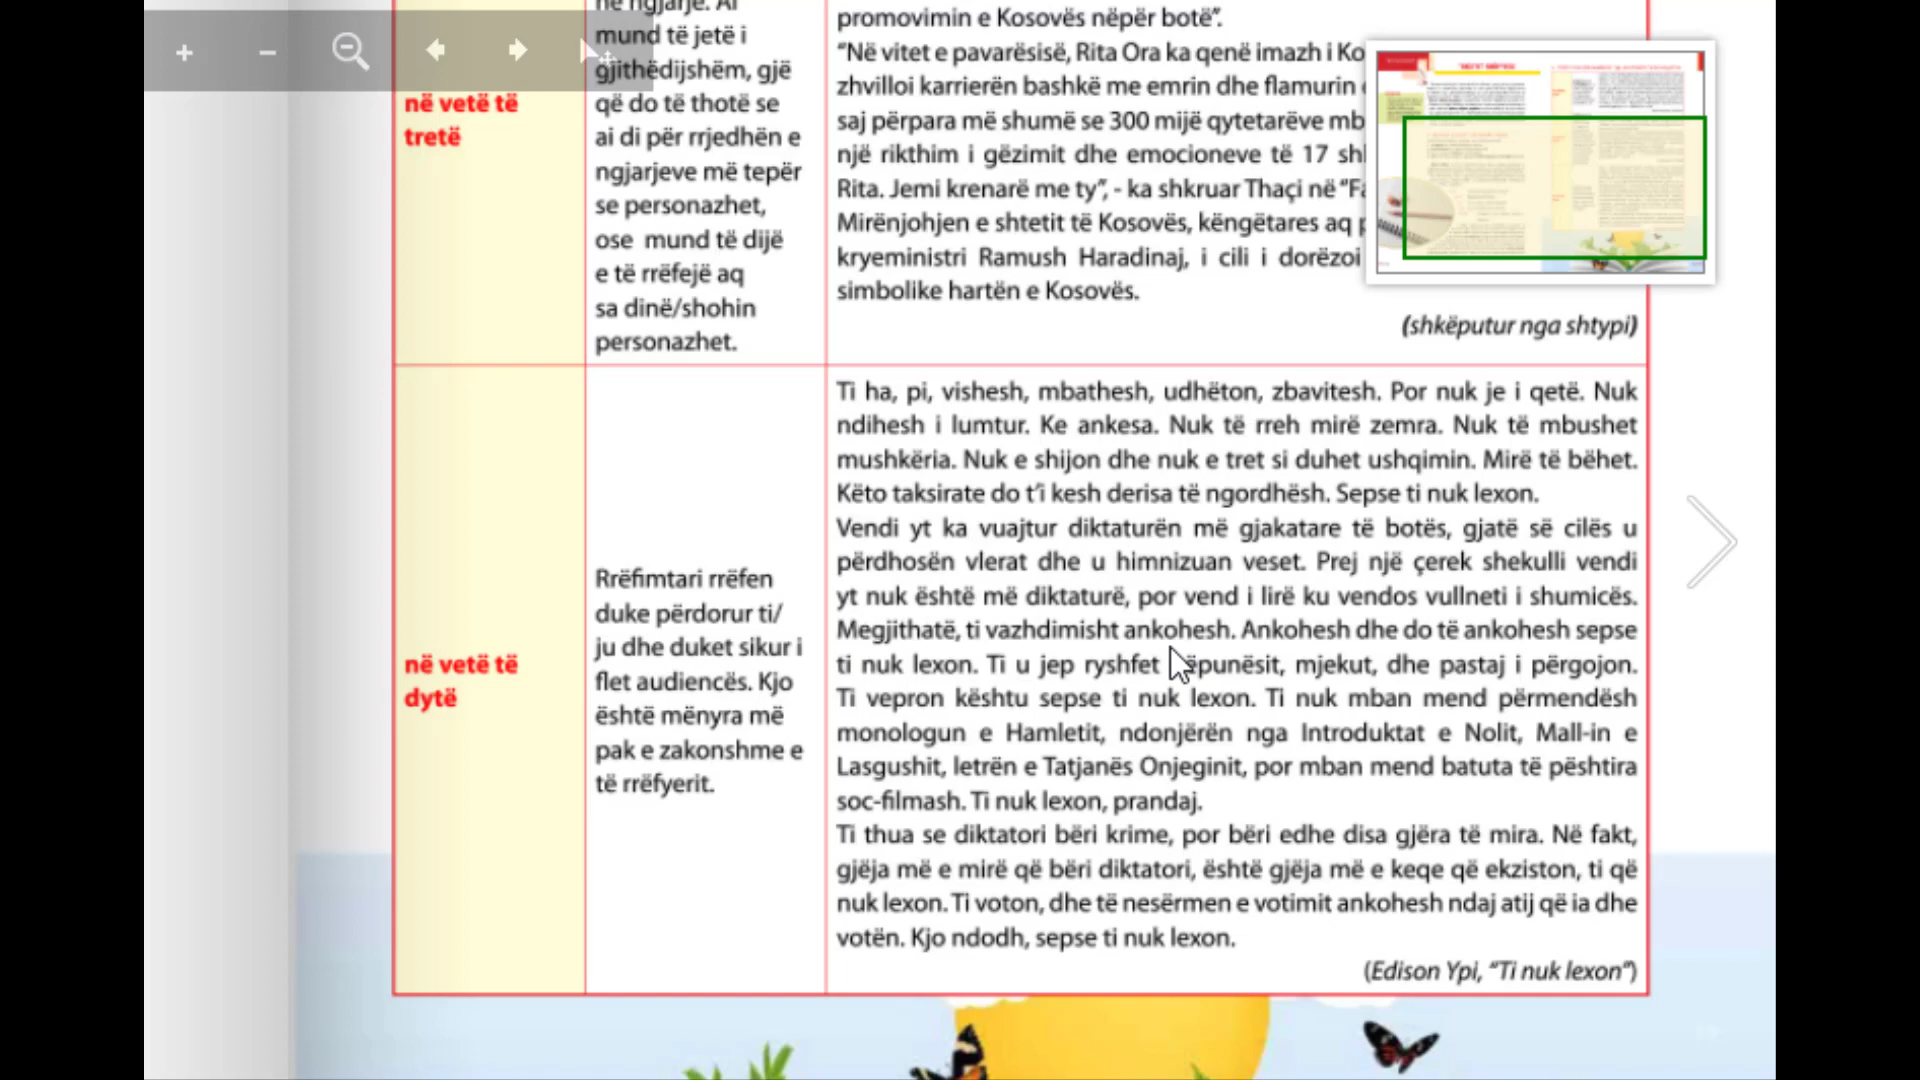 në vetë të
tretë
në ngjarje. Ai
mund të jetë i
gjithëdijshëm, gjë
që do të thotë se
ai di për rrjedhën e
ngjarjeve më tepër
se personazhet,
ose mund të dijë
e të rrëfejë aq
sa dinë/shohin
personazhet.
promovimin e Kosovës nëpër botë”.
“Në vitet e pavarësisë, Rita Ora ka qenë imazh i
zhvilloi karrierën bashkë me emrin dhe flamurin
saj përpara më shumë se 300 mijë qytetarëve
një rikthim i gëzimit dhe emocioneve të 17
Rita. Jemi krenarë me ty”, - ka shkruar Thaçi në
Mirënjohjen e shtetit të Kosovës, këngëtares aq
kryeministri Ramush Haradinaj, i cili i dorëzoi
simbolike hartën e Kosovës.
(shkëputur nga shtypi)
në vetë të
dytë
Rrëfimtari rrëfen
duke përdorur ti/
ju dhe duket sikur i
flet audiencës. Kjo
është mënyra më
pak e zakonshme e
të rrëfyerit.
Ti ha, pi, vishesh, mbathesh, udhëton, zbavitesh. Por nuk je i qetë. Nuk
ndihesh i lumtur. Ke ankesa. Nuk të rreh mirë zemra. Nuk të mbushet
mushkëria. Nuk e shijon dhe nuk e tret si duhet ushqimin. Mirë të bëhet.
Këto taksirate do t’i kesh derisa të ngordhësh. Sepse ti nuk lexon.
Vendi yt ka vuajtur diktaturën më gjakatare të botës, gjatë së cilës u
përdhosën vlerat dhe u himnizuan veset. Prej një çerek shekulli vendi
yt nuk është më diktaturë, por vend i lirë ku vendos vullneti i shumicës.
Megjithatë, ti vazhdimisht ankohesh. Ankohesh dhe do të ankohesh sepse
ti nuk lexon. Ti u jep ryshfet nëpunësit, mjekut, dhe pastaj i përgojon.
Ti vepron kështu sepse ti nuk lexon. Ti nuk mban mend përmendësh
monologun e Hamletit, ndonjërën nga Introduktat e Nolit, Mall-in e
Lasgushit, letrën e Tatjanës Onjeginit, por mban mend batuta të pështira
soc-filmash. Ti nuk lexon, prandaj.
Ti thua se diktatori bëri krime, por bëri edhe disa gjëra të mira. Në fakt,
gjëja më e mirë që bëri diktatori, është gjëja më e keqe që ekziston, ti që
nuk lexon. Ti voton, dhe të nesërmen e votimit ankohesh ndaj atij që ia dhe
votën. Kjo ndodh, sepse ti nuk lexon.
(Edison Ypi, “Ti nuk lexon”)